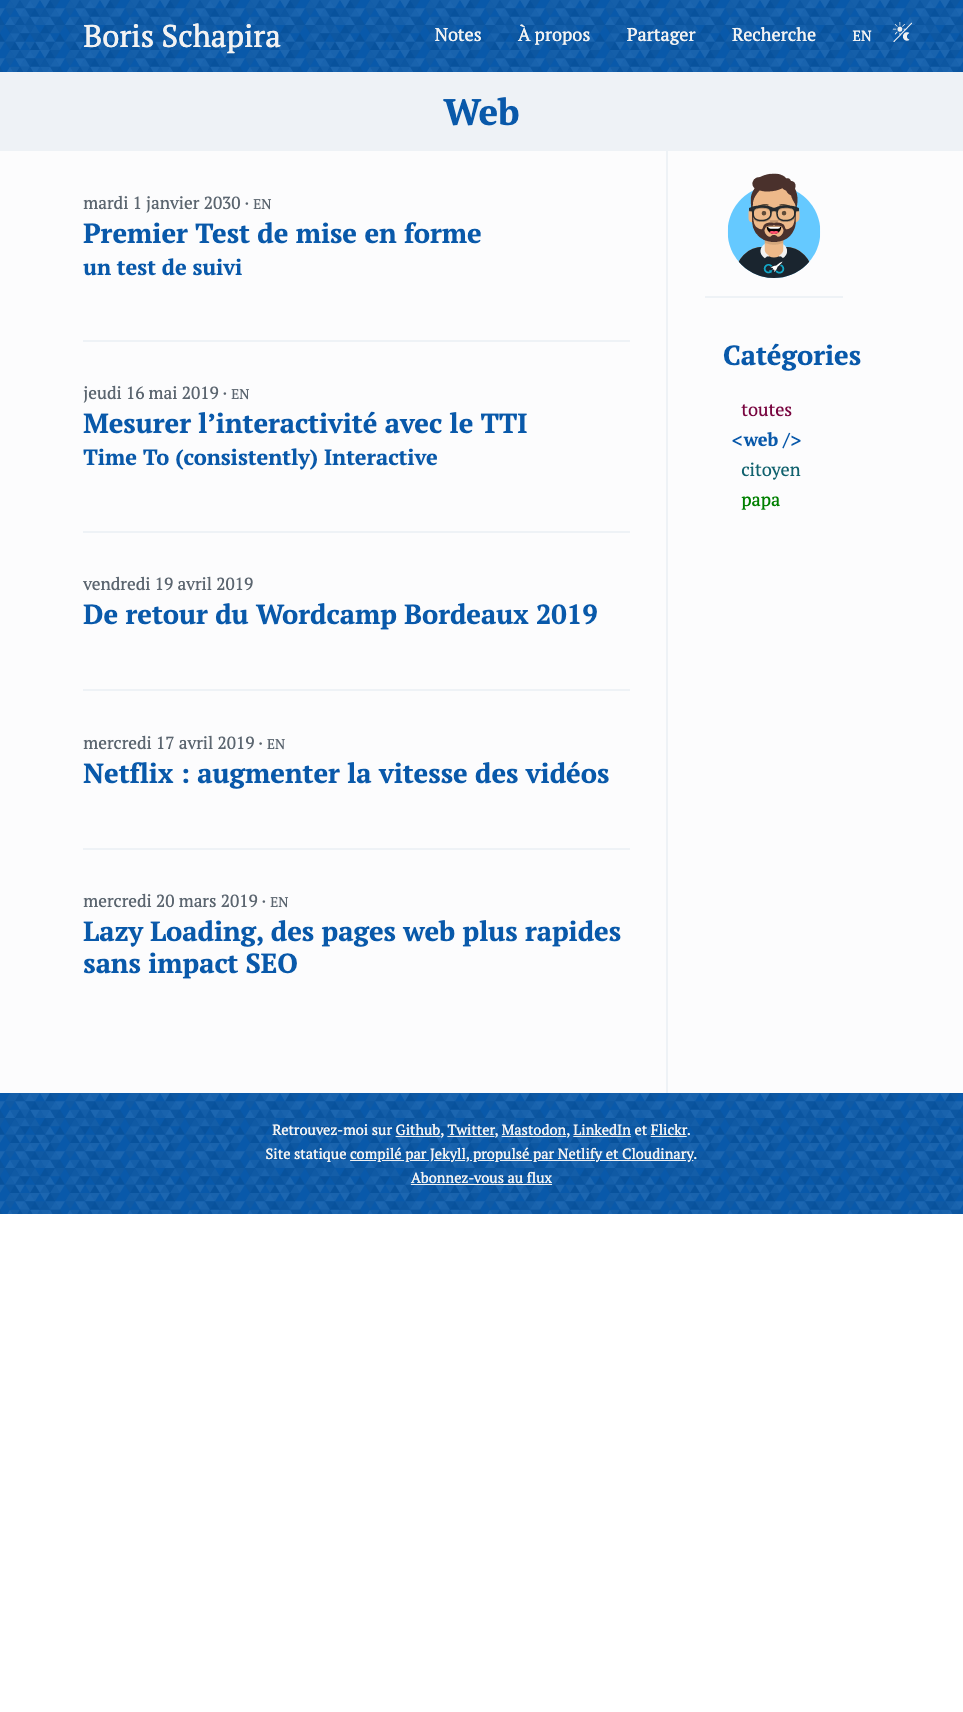 Boris Schapira
Notes À propos Partager Recherche EN
Web
mardi 1 janvier 2030 · EN
Premier Test de mise en forme
un test de suivi
jeudi 16 mai 2019 · EN
Mesurer l’interactivité avec le TTI
Time To (consistently) Interactive
vendredi 19 avril 2019
De retour du Wordcamp Bordeaux 2019
mercredi 17 avril 2019 · EN
Netflix : augmenter la vitesse des vidéos
mercredi 20 mars 2019 · EN
Lazy Loading, des pages web plus rapides
sans impact SEO
Catégories
toutes
<web />
citoyen
papa
Retrouvez-moi sur Github, Twitter, Mastodon, LinkedIn et Flickr.
Site statique compilé par Jekyll, propulsé par Netlify et Cloudinary.
Abonnez-vous au flux